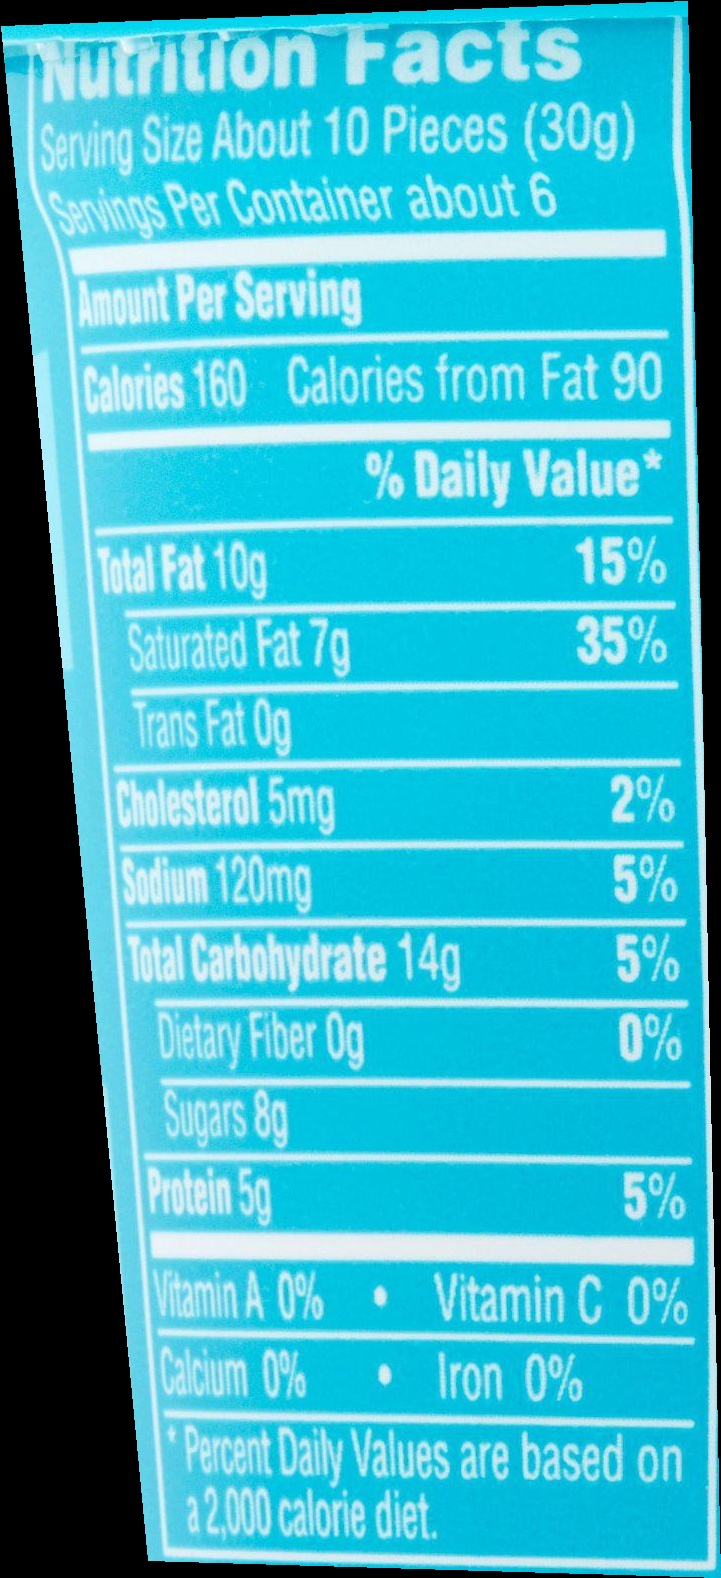 Nutrition Facts
Serving Size About 10 Pieces (30g)
Servings Per Container about 6
Amount Per Serving
Calories 160 Calories from Fat 90
% Daily Value*
Total Fat 10g 15%
Saturated Fat 7g 35%
Trans Fat 0g
Cholesterol 5mg 2%
Sodium 120mg 5%
Total Carbohydrate 14g 5%
Dietary Fiber 0g 0%
Sugars 8g
Protein 5g 5%
Vitamin A 0% • Vitamin C 0%
Calcium 0% • Iron 0%
* Percent Daily Values are based on
a 2,000 calorie diet.